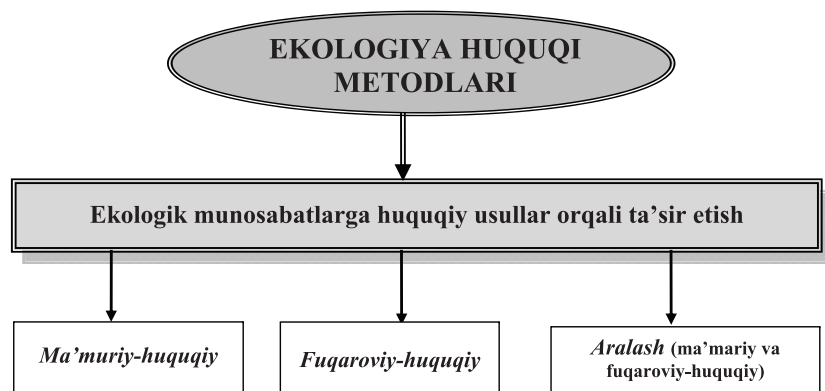 EKOLOGIYA HUQUQI
METODLARI
Ekologik munosabatlarga huquqiy usullar orqali ta’sir etish
Ma’muriy-huquqiy
Fuqaroviy-huquqiy
Aralash (ma’mariy va
fuqaroviy-huquqiy)